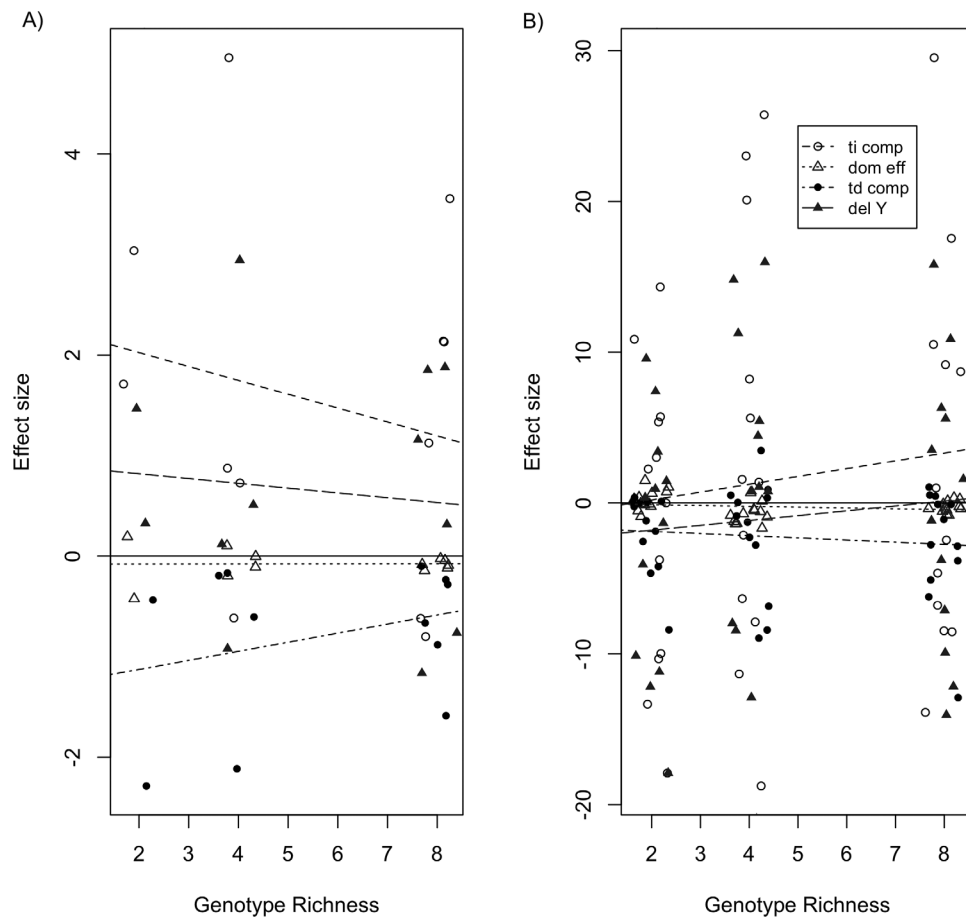 A)
4
2
0
-2
Effect size
2 3 4 5 6 7 8
Genotype Richness
B)
30
20
10
0
-10
-20
Effect size
ti comp
dom eff
td comp
del Y
2 3 4 5 6 7 8
Genotype Richness